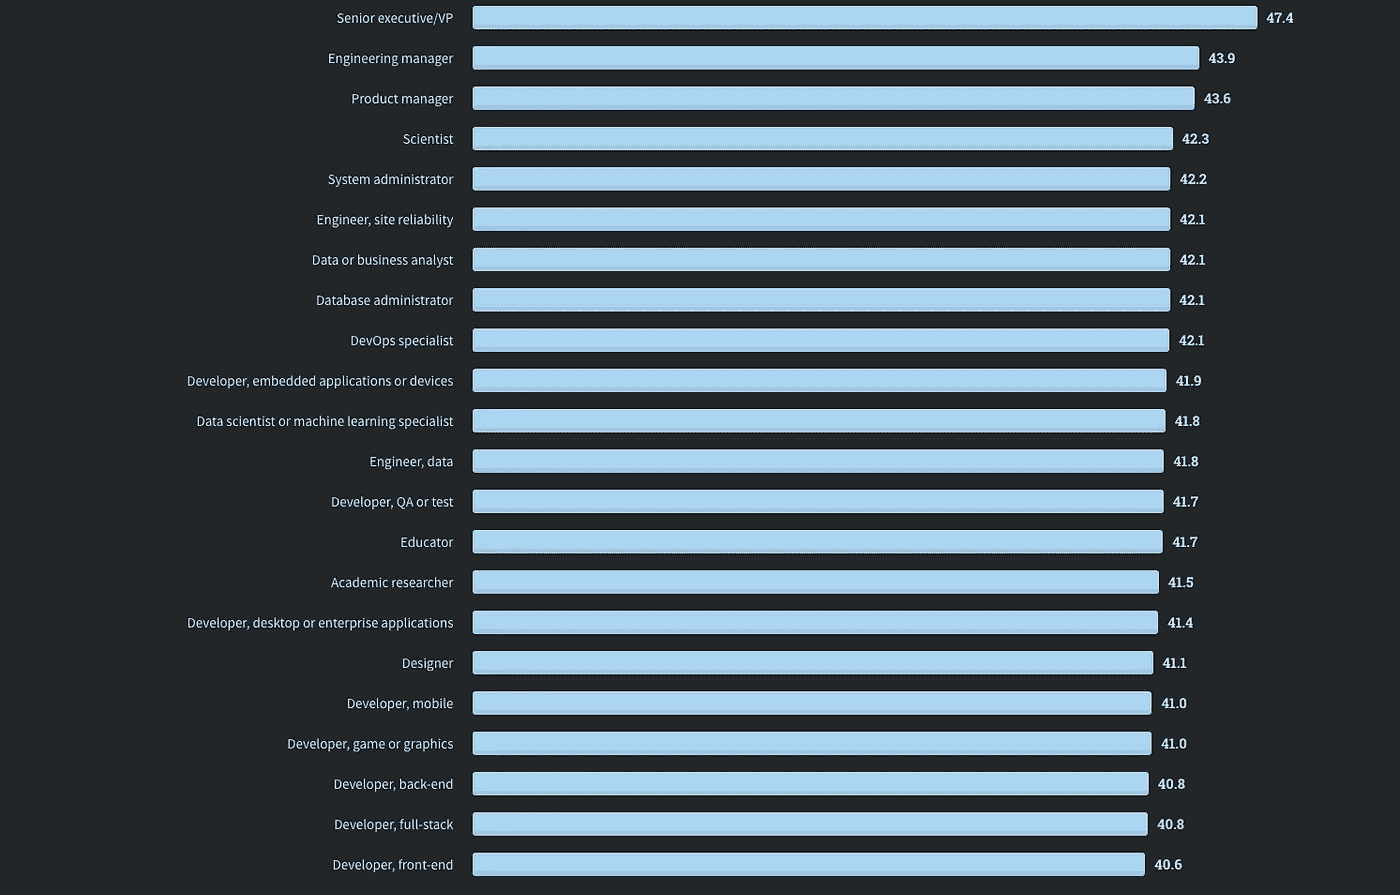 Senior executive/VP 47.4
Engineering manager 43.9
Product manager 43.6
Scientist 42.3
System administrator 42.2
Engineer, site reliability 42.1
Data or business analyst 42.1
Database administrator 42.1
DevOps specialist 42.1
Developer, embedded applications or devices 41.9
Data scientist or machine learning specialist 41.8
Engineer, data 41.8
Developer, QA or test 41.7
Educator 41.7
Academic researcher 41.5
Developer, desktop or enterprise applications 41.4
Designer 41.1
Developer, mobile 41.0
Developer, game or graphics 41.0
Developer, back-end 40.8
Developer, full-stack 40.8
Developer, front-end 40.6